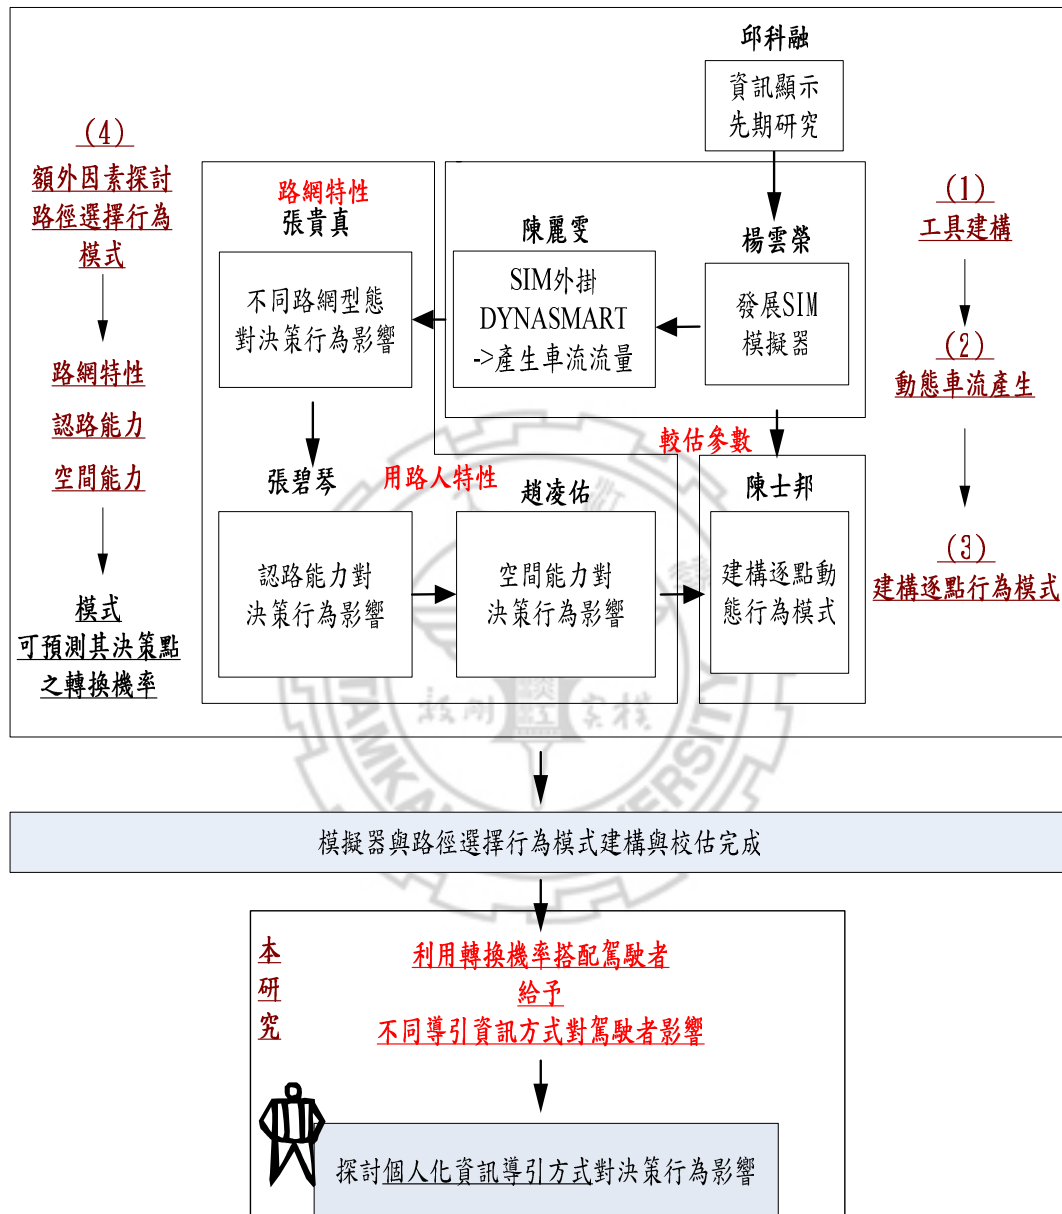 邱科融
資訊顯示
先期研究
(4)
額外因素探討
路徑選擇行為
模式
路網特性
張貴真
陳麗雯
楊雲榮
(1)
工具建構
不同路網型態
對決策行為影響
SIM外掛
DYNASMART
->產生車流流量
發展SIM
模擬器
(2)
動態車流產生
路網特性
認路能力
空間能力
較估參數
張碧琴
用路人特性
趙凌佑
陳士邦
(3)
建構逐點行為模式
認路能力對
決策行為影響
空間能力對
決策行為影響
建構逐點動
態行為模式
模式
可預測其決策點
之轉換機率
TAMKANG UNIVERSITY
模擬器與路徑選擇行為模式建構與校估完成
本
研
究
利用轉換機率搭配駕駛者
給予
不同導引資訊方式對駕駛者影響
探討個人化資訊導引方式對決策行為影響